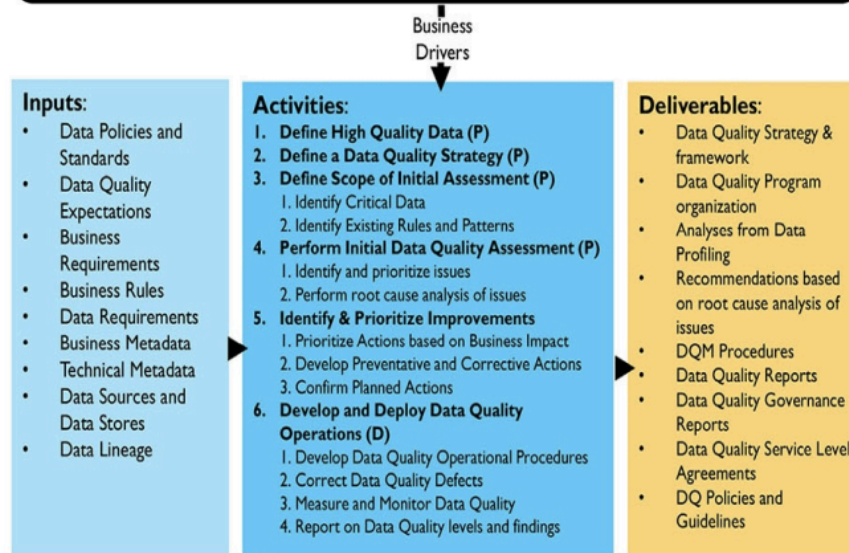 Business
Drivers
Inputs:
• Data Policies and
Standards
• Data Quality
Expectations
• Business
Requirements
• Business Rules
• Data Requirements
• Business Metadata
• Technical Metadata
• Data Sources and
Data Stores
• Data Lineage
Activities:
1. Define High Quality Data (P)
2. Define a Data Quality Strategy (P)
3. Define Scope of Initial Assessment (P)
1. Identify Critical Data
2. Identify Existing Rules and Patterns
4. Perform Initial Data Quality Assessment (P)
1. Identify and prioritize issues
2. Perform root cause analysis of issues
5. Identify & Prioritize Improvements
1. Prioritize Actions based on Business Impact
2. Develop Preventative and Corrective Actions
3. Confirm Planned Actions
6. Develop and Deploy Data Quality
Operations (D)
1. Develop Data Quality Operational Procedures
2. Correct Data Quality Defects
3. Measure and Monitor Data Quality
4. Report on Data Quality levels and findings
Deliverables:
• Data Quality Strategy &
framework
• Data Quality Program
organization
• Analyses from Data
Profiling
• Recommendations based
on root cause analysis of
issues
• DQM Procedures
• Data Quality Reports
• Data Quality Governance
Reports
• Data Quality Service Level
Agreements
• DQ Policies and
Guidelines